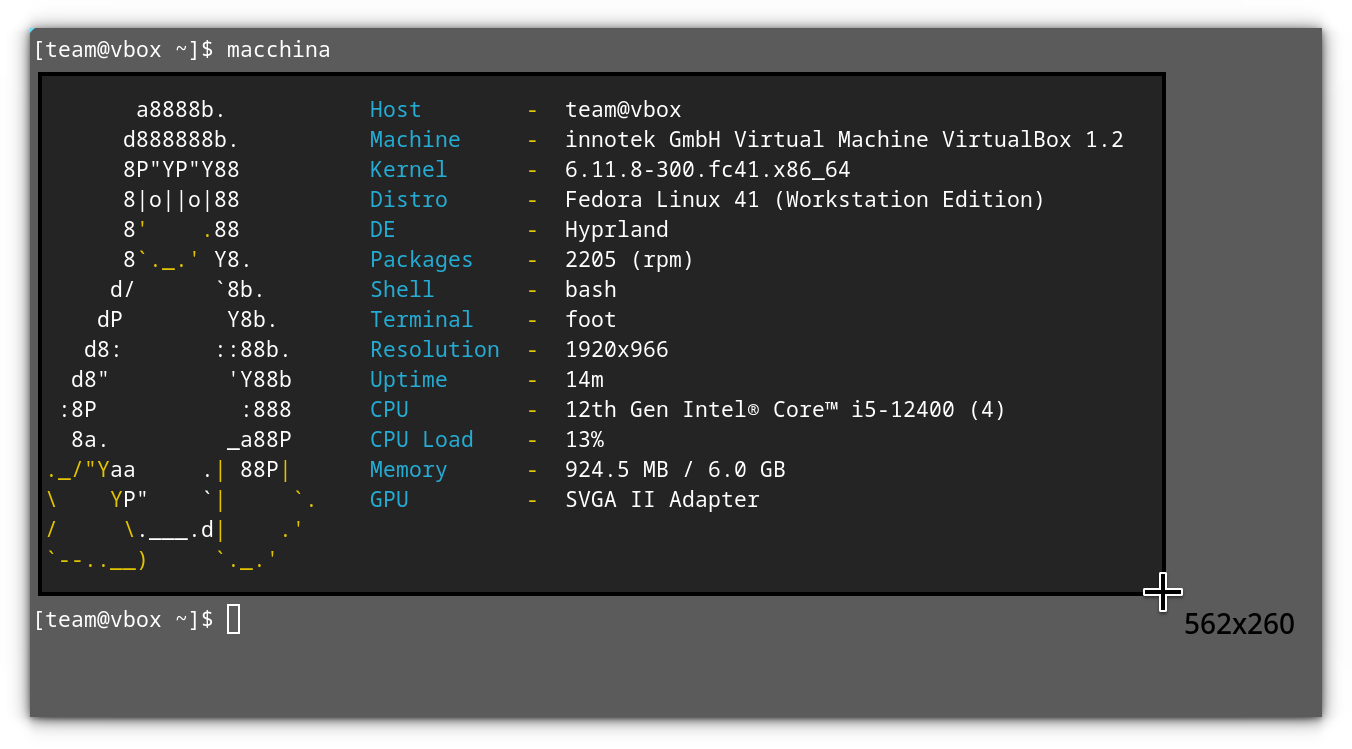 [team@vbox ~]$ macchina
       a8888b.           Host        -  team@vbox
      d888888b.          Machine     -  innotek GmbH Virtual Machine VirtualBox 1.2
      8P"YP"Y88          Kernel      -  6.11.8-300.fc41.x86_64
      8|o||o|88          Distro      -  Fedora Linux 41 (Workstation Edition)
      8'    .88          DE          -  Hyprland
      8`._.' Y8.         Packages    -  2205 (rpm)
     d/      `8b.        Shell       -  bash
    dP        Y8b.       Terminal    -  foot
   d8:       ::88b.      Resolution  -  1920x966
  d8"         'Y88b      Uptime      -  14m
 :8P           :888      CPU         -  12th Gen Intel® Core™ i5-12400 (4)
  8a.         _a88P      CPU Load    -  13%
._/"Yaa     .| 88P|      Memory      -  924.5 MB / 6.0 GB
\    YP"    `|     `.    GPU         -  SVGA II Adapter
/     \.___.d|    .'
`--..__)     `._.'
[team@vbox ~]$
562x260